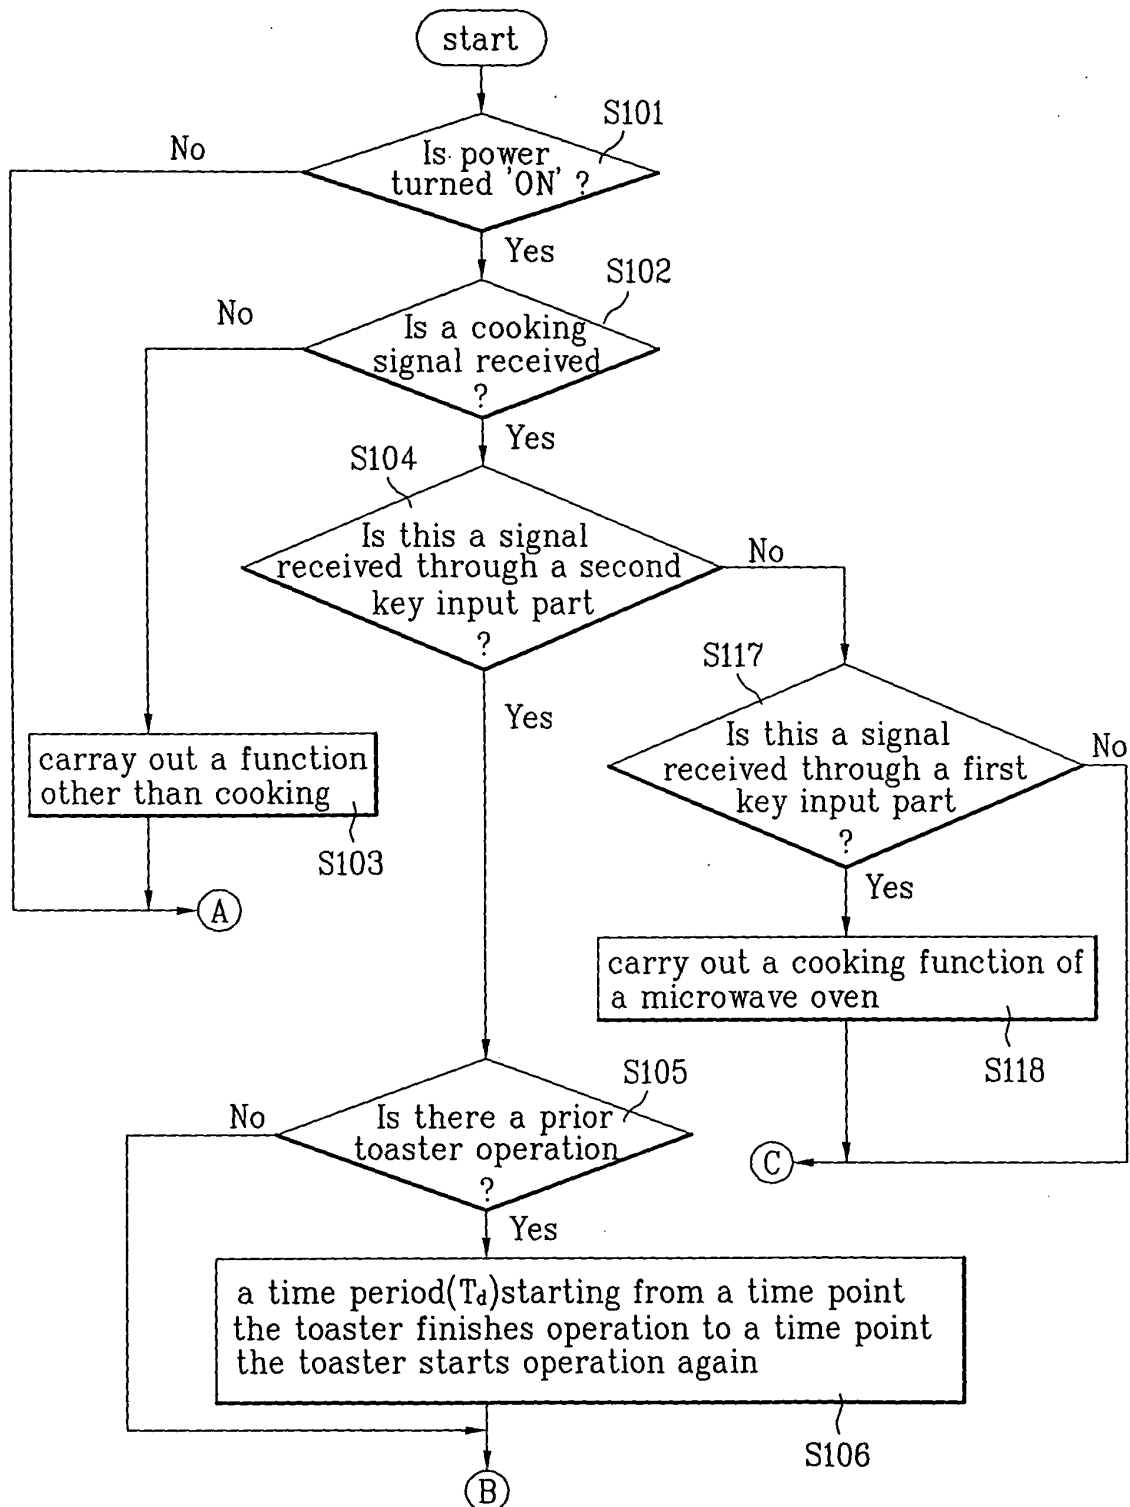 start
S101
No
Is power
turned 'ON' ?
Yes
S102
No
Is a cooking
signal received
?
Yes
S104
Is this a signal
received through a second
key input part
?
No
S117
Yes
Is this a signal
received through a first
key input part
?
No
carray out a function
other than cooking
S103
Yes
A
carry out a cooking function of
a microwave oven
S118
S105
No
Is there a prior
toaster operation
?
C
Yes
a time period(Td)starting from a time point
the toaster finishes operation to a time point
the toaster starts operation again
S106
B